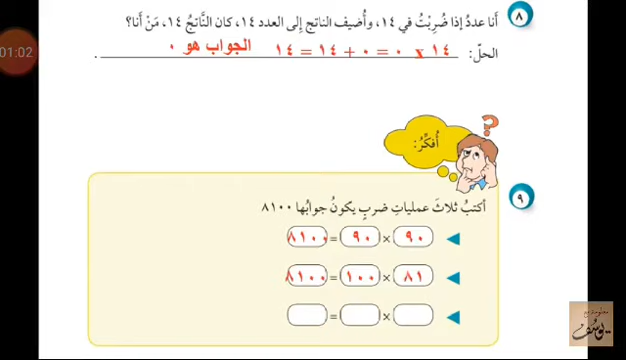 01:02
٨
أَنا عددٌ إذا ضُرِبْتُ في ١٤، وأُضيف الناتج إلى العدد ١٤، كان النَّاتجُ ١٤، مَنْ أنا؟
الحلّ: ١٤ x ٠ = ٠ + ١٤ = ١٤ الجواب هو ٠ .
أُفكِّرُ:
٩
أكتبُ ثلاثَ عملياتِ ضربٍ يكونُ جوابُها ٨١٠٠
٩٠ × ٩٠ = ٨١٠٠
٨١ × ١٠٠ = ٨١٠٠
× =